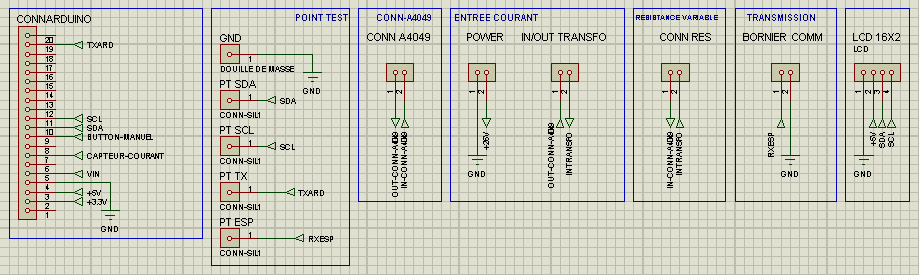 CONNARDUINO
20
19
18
17
16
15
14
13
12
11
10
9
8
7
6
5
4
3
2
1
TXARD
SCL
SDA
BUTTON-MANUEL
CAPTEUR-COURANT
VIN
+5V
+3.3V
GND
POINT TEST
GND
1
DOUILLE DE MASSE
GND
PT SDA
1
SDA
CONN-SIL1
PT SCL
1
SCL
CONN-SIL1
PT TX
1
TXARD
CONN-SIL1
PT ESP
1
RXESP
CONN-SIL1
CONN-A4049
CONN A4049
1
2
OUT-CONN-A4049
IN-CONN-A4049
ENTREE COURANT
POWER
1
2
+26V
GND
IN/OUT TRANSFO
1
2
OUT-CONN-A4049
INTRASFO
RESISTANCE VARIABLE
CONN RES
1
2
IN-CONN-A4049
INTRASFO
TRANSMISSION
BORNIER COMM
1
2
RXESP
GND
LCD 16X2
LCD
1
2
3
4
+5V
SDA
SCL
GND